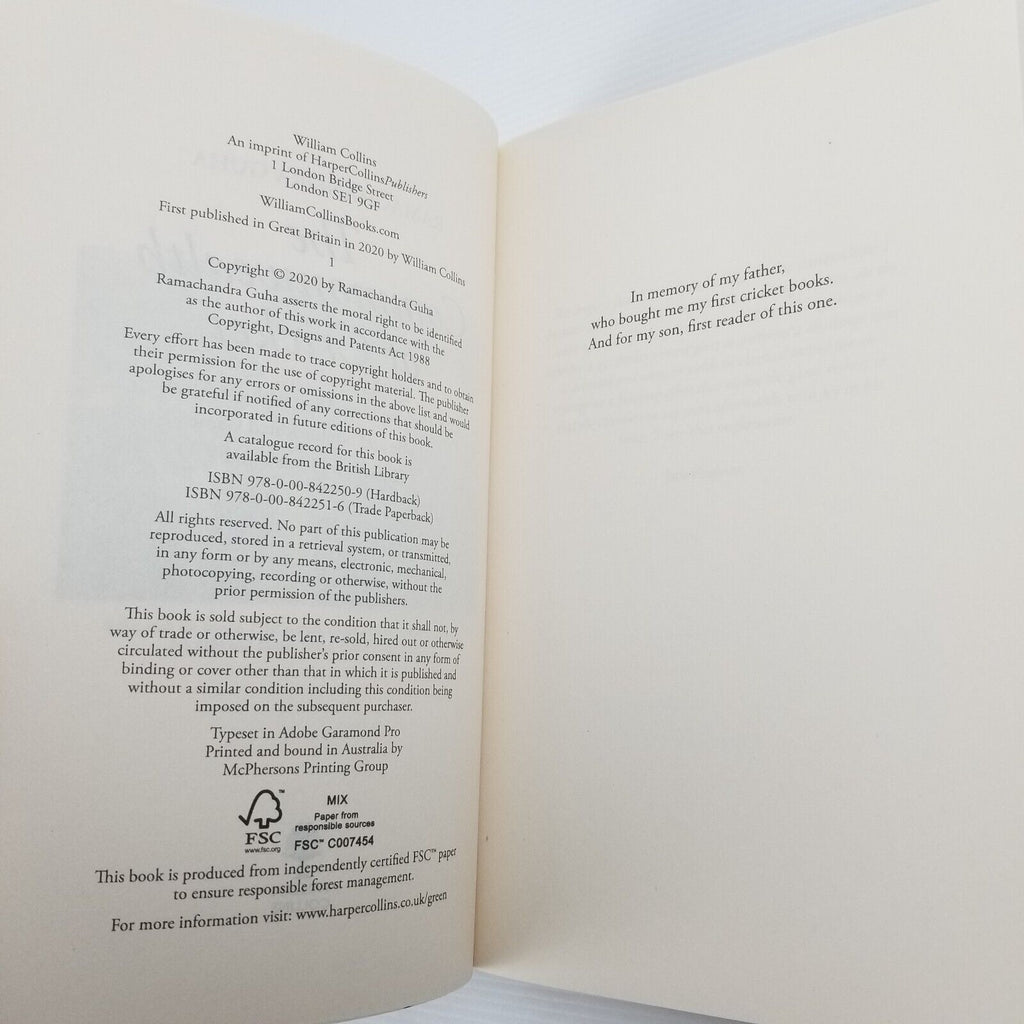 William Collins
An imprint of HarperCollinsPublishers
1 London Bridge Street
London SE1 9GF
WilliamCollinsBooks.com
First published in Great Britain in 2020 by William Collins
1
Copyright © 2020 by Ramachandra Guha
Ramachandra Guha asserts the moral right to be identified
as the author of this work in accordance with the
Copyright, Designs and Patents Act 1988
Every effort has been made to trace copyright holders and to obtain
their permission for the use of copyright material. The publisher
apologises for any errors or omissions in the above list and would
be grateful if notified of any corrections that should be
incorporated in future editions of this book.
A catalogue record for this book is
available from the British Library
ISBN 978-0-00-842250-9 (Hardback)
ISBN 978-0-00-842251-6 (Trade Paperback)
All rights reserved. No part of this publication may be
reproduced, stored in a retrieval system, or transmitted,
in any form or by any means, electronic, mechanical,
photocopying, recording or otherwise, without the
prior permission of the publishers.
This book is sold subject to the condition that it shall not, by
way of trade or otherwise, be lent, re-sold, hired out or otherwise
circulated without the publisher's prior consent in any form of
binding or cover other than that in which it is published and
without a similar condition including this condition being
imposed on the subsequent purchaser.
Typeset in Adobe Garamond Pro
Printed and bound in Australia by
McPhersons Printing Group
FSC
www.fsc.org
MIX
Paper from
responsible sources
FSC™ C007454
This book is produced from independently certified FSC™ paper
to ensure responsible forest management.
For more information visit: www.harpercollins.co.uk/green
In memory of my father,
who bought me my first cricket books.
And for my son, first reader of this one.